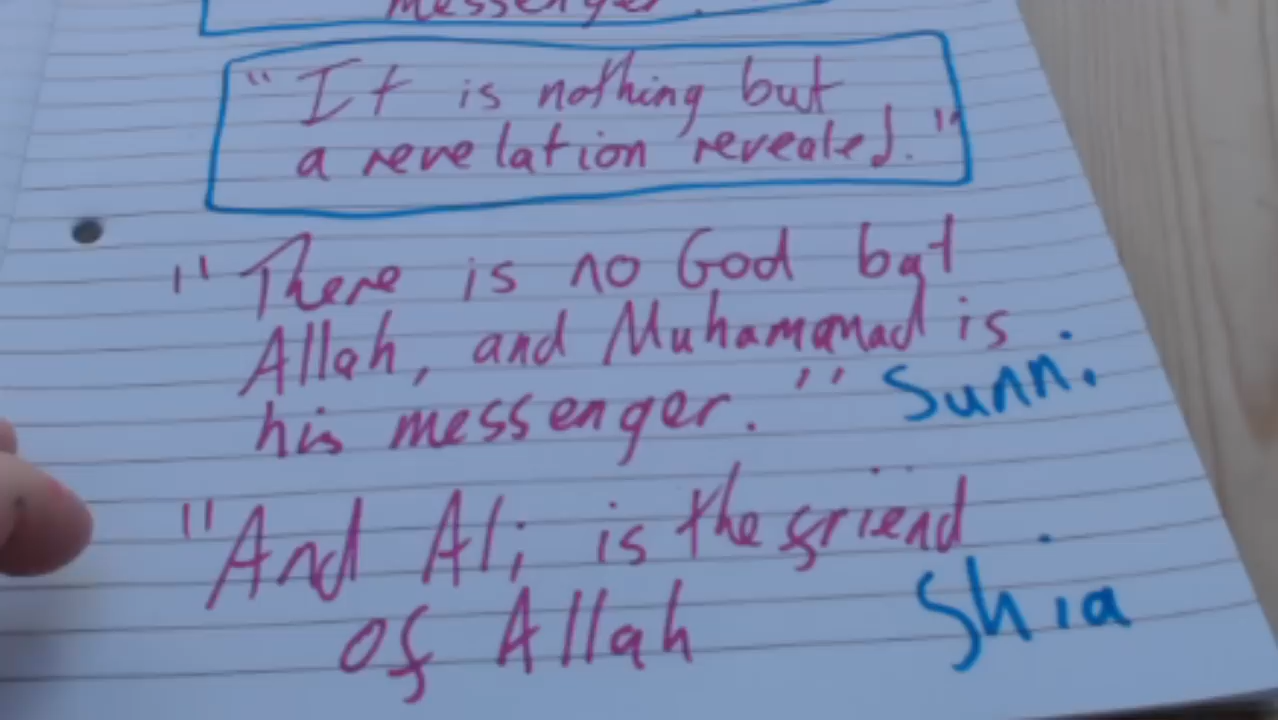 messenger.
"It is nothing but
a revelation revealed."
"There is no God but
Allah, and Muhammad is
his messenger." Sunni
"And Ali is the friend
of Allah Shia